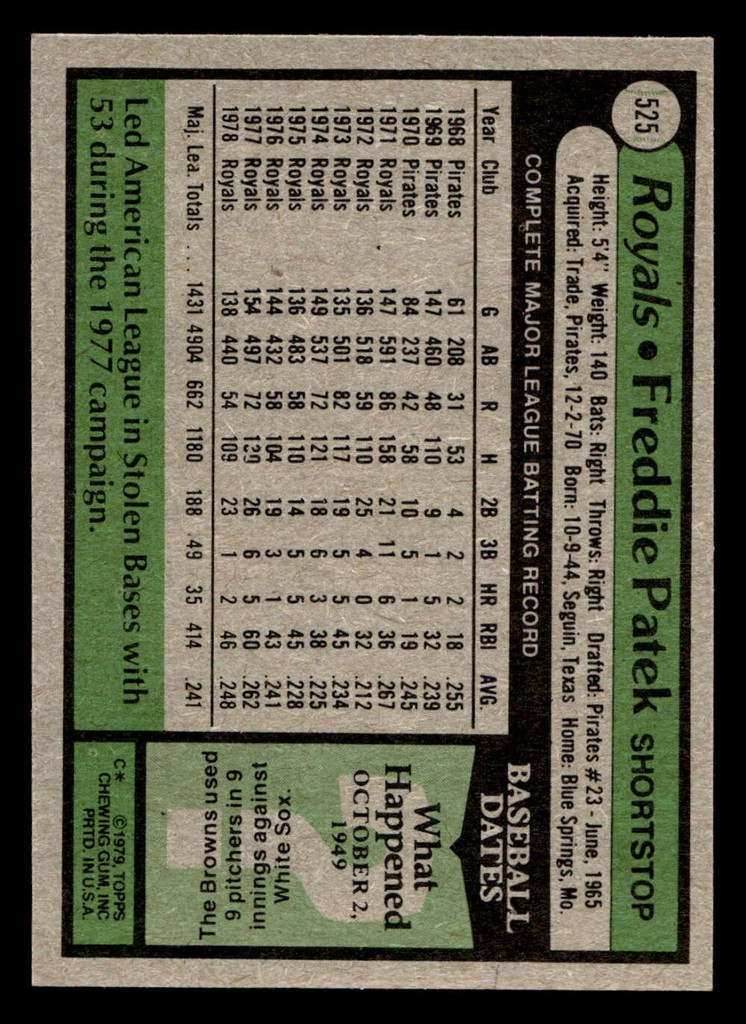 525
Royals • Freddie Patek SHORTSTOP
Height: 5'4" Weight: 140 Bats: Right Throws: Right Drafted: Pirates #23 - June, 1965
Acquired: Trade, Pirates, 12-2-70 Born: 10-9-44, Seguin, Texas Home: Blue Springs, Mo.
COMPLETE MAJOR LEAGUE BATTING RECORD
Year Club G AB R H 2B 3B HR RBI AVG.
1968 Pirates 61 208 31 53 4 2 2 18 .255
1969 Pirates 147 460 48 110 9 1 5 32 .239
1970 Pirates 84 237 42 58 10 5 1 19 .245
1971 Royals 147 591 86 158 21 11 6 36 .267
1972 Royals 136 518 59 110 25 4 0 32 .212
1973 Royals 135 501 82 117 19 5 5 45 .234
1974 Royals 149 537 72 121 18 6 3 38 .225
1975 Royals 136 483 58 110 14 5 5 45 .228
1976 Royals 144 432 58 104 19 3 1 43 .241
1977 Royals 154 497 72 130 26 6 5 60 .262
1978 Royals 138 440 54 109 23 1 2 46 .248
Maj. Lea. Totals ... 1431 4904 662 1180 188 49 35 414 .241
Led American League in Stolen Bases with
53 during the 1977 campaign.
BASEBALL
DATES
What
Happened
OCTOBER 2,
1949
The Browns used
9 pitchers in 9
innings against
White Sox.
C* ©1979, TOPPS
CHEWING GUM, INC
PRTD. IN U.S.A.